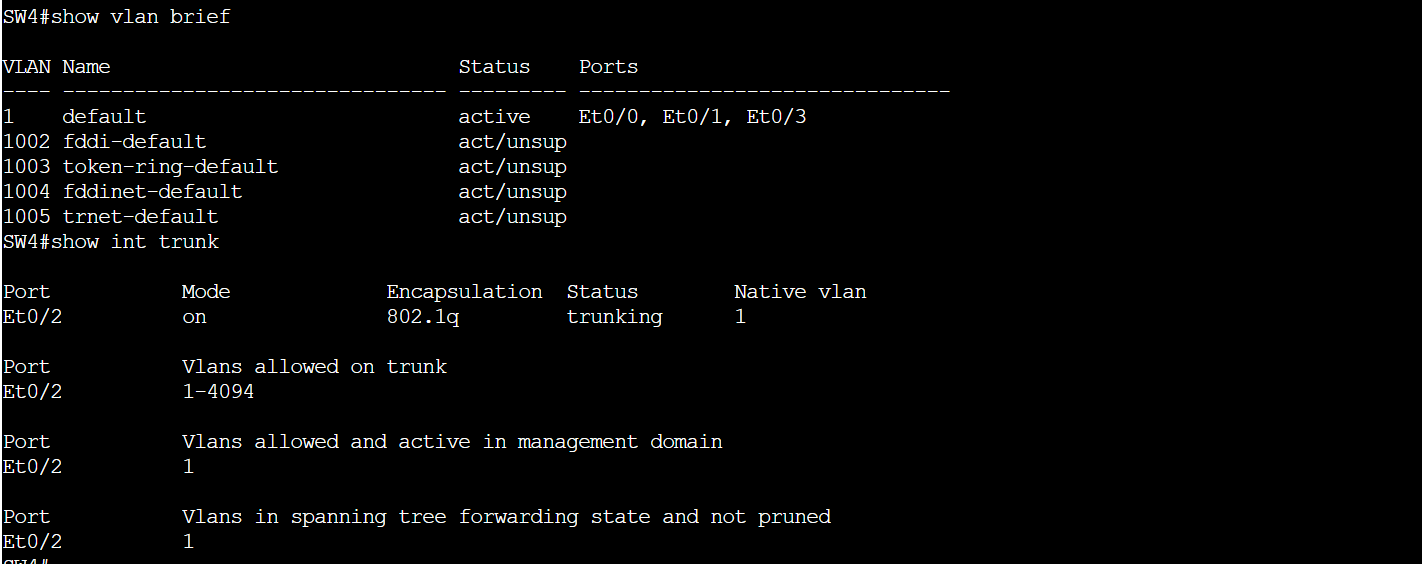 SW4#show vlan brief
VLAN Name                             Status    Ports
---- -------------------------------- --------- -------------------------------
1    default                          active    Et0/0, Et0/1, Et0/3
1002 fddi-default                     act/unsup
1003 token-ring-default               act/unsup
1004 fddinet-default                  act/unsup
1005 trnet-default                    act/unsup
SW4#show int trunk
Port          Mode             Encapsulation  Status        Native vlan
Et0/2         on               802.1q         trunking      1
Port          Vlans allowed on trunk
Et0/2         1-4094
Port          Vlans allowed and active in management domain
Et0/2         1
Port          Vlans in spanning tree forwarding state and not pruned
Et0/2         1
SW4#